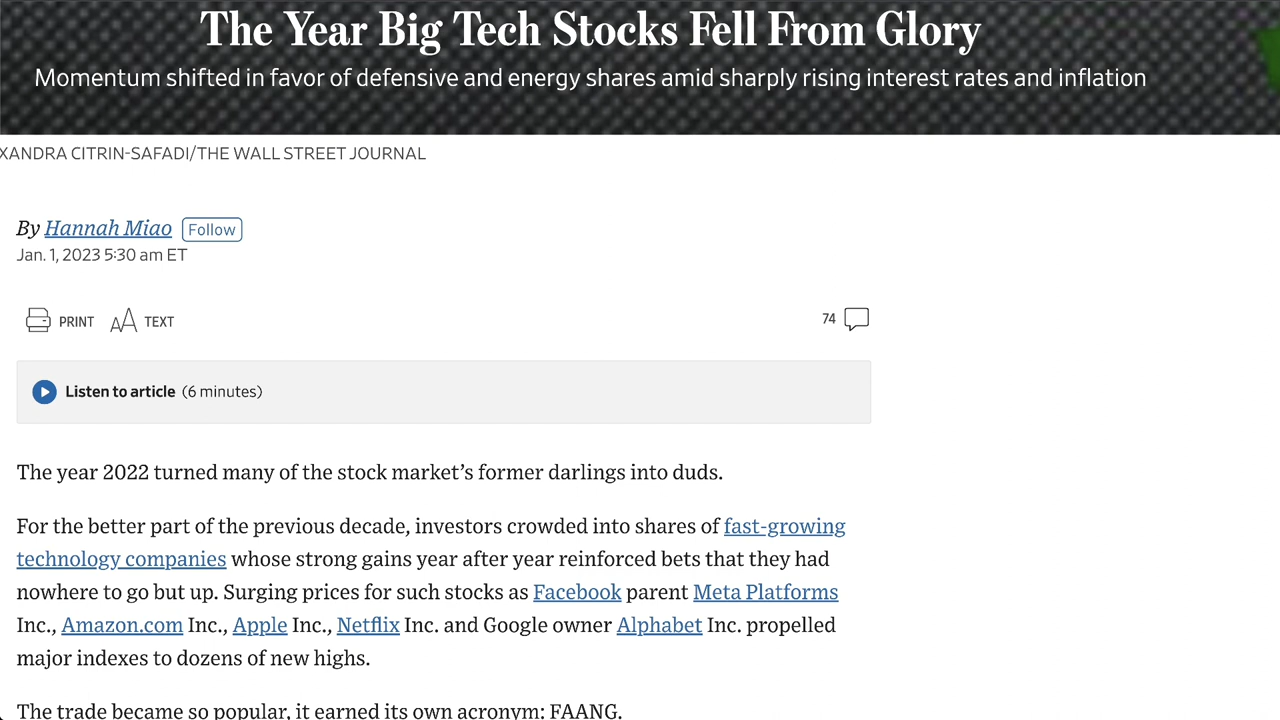 The Year Big Tech Stocks Fell From Glory
Momentum shifted in favor of defensive and energy shares amid sharply rising interest rates and inflation
XANDRA CITRIN-SAFADI/THE WALL STREET JOURNAL
By Hannah Miao Follow
Jan. 1, 2023 5:30 am ET
PRINT AA TEXT 74
Listen to article (6 minutes)
The year 2022 turned many of the stock market’s former darlings into duds.
For the better part of the previous decade, investors crowded into shares of fast-growing
technology companies whose strong gains year after year reinforced bets that they had
nowhere to go but up. Surging prices for such stocks as Facebook parent Meta Platforms
Inc., Amazon.com Inc., Apple Inc., Netflix Inc. and Google owner Alphabet Inc. propelled
major indexes to dozens of new highs.
The trade became so popular, it earned its own acronym: FAANG.